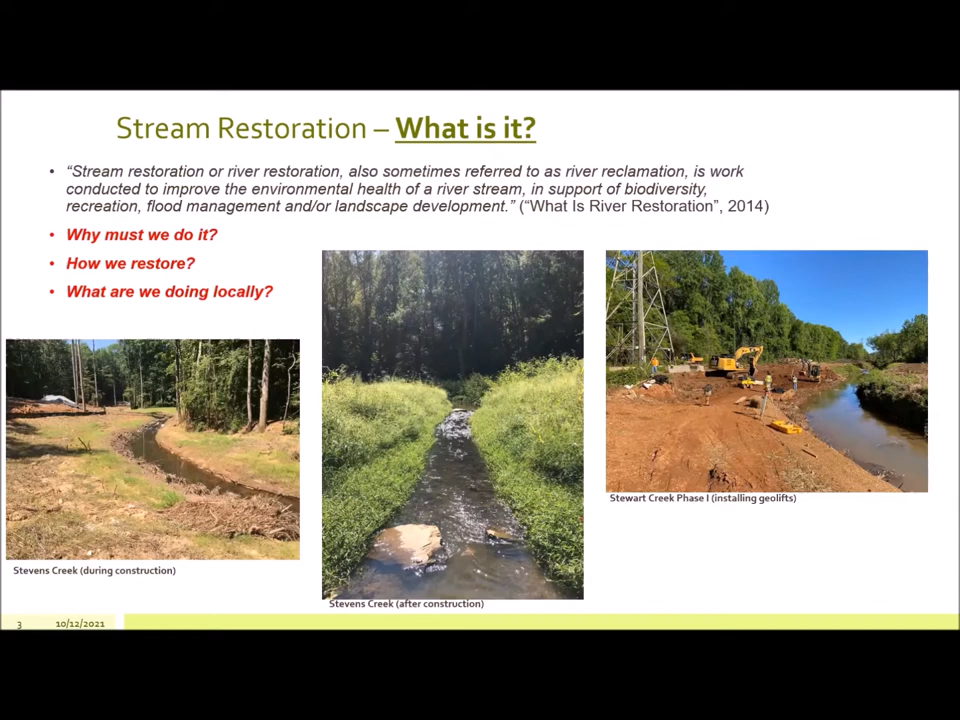 Stream Restoration – What is it?
• “Stream restoration or river restoration, also sometimes referred to as river reclamation, is work
conducted to improve the environmental health of a river stream, in support of biodiversity,
recreation, flood management and/or landscape development.” (“What Is River Restoration”, 2014)
• Why must we do it?
• How we restore?
• What are we doing locally?
Stewart Creek Phase I (installing geolifts)
Stevens Creek (during construction)
Stevens Creek (after construction)
3 10/12/2021